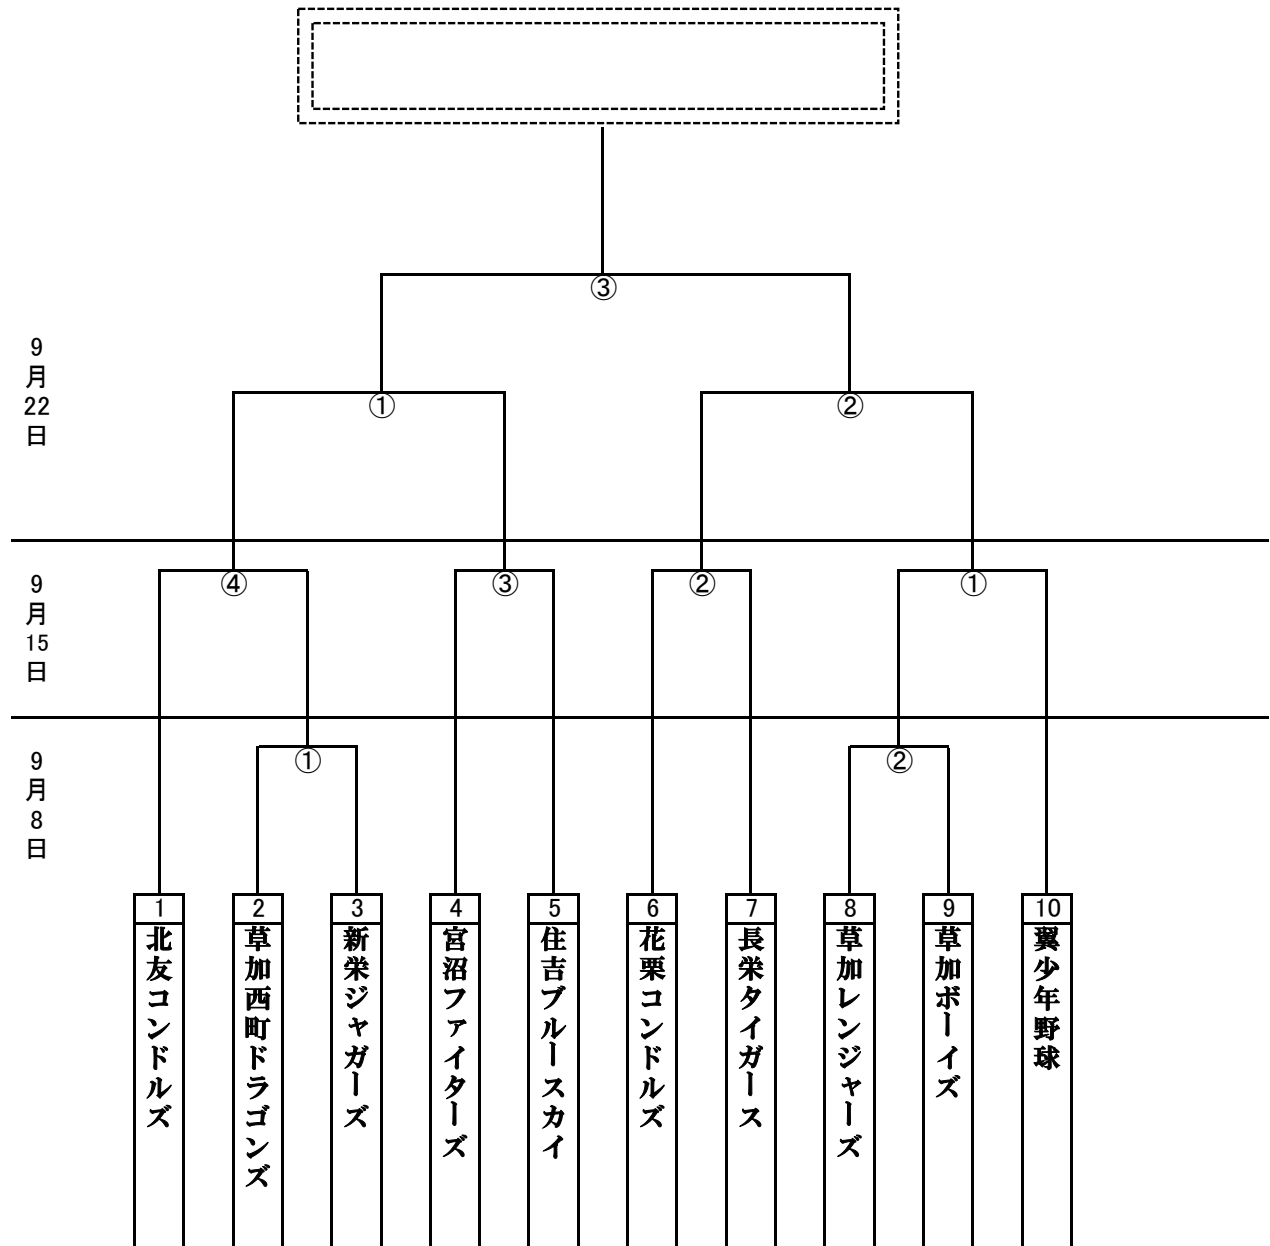 ③
① ②
9月22日
④ ③ ② ①
9月15日
① ②
9月8日
1 2 3 4 5 6 7 8 9 10
北友コンドルズ
草加西町ドラゴンズ
新栄ジャガーズ
宮沼ファイターズ
住吉ブルースカイ
花栗コンドルズ
長栄タイガース
草加レンジャーズ
草加ボーイズ
翼少年野球